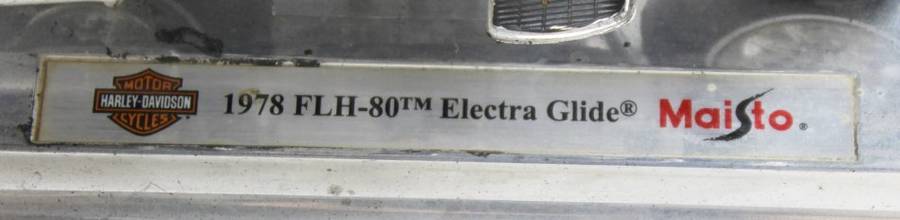 MOTOR
HARLEY-DAVIDSON
CYCLES
1978 FLH-80™ Electra Glide®
Maisto®